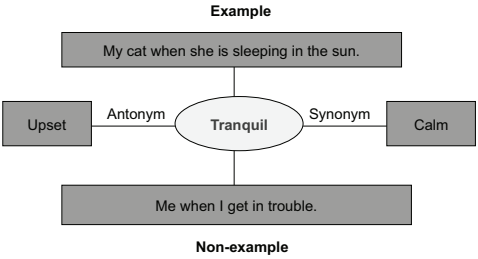 Example
My cat when she is sleeping in the sun.
Upset
Antonym
Tranquil
Synonym
Calm
Me when I get in trouble.
Non-example